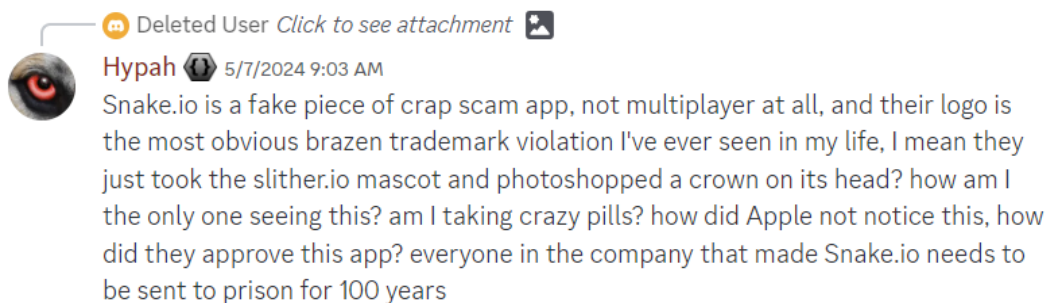 Deleted User Click to see attachment
Hypah {} 5/7/2024 9:03 AM
Snake.io is a fake piece of crap scam app, not multiplayer at all, and their logo is
the most obvious brazen trademark violation I've ever seen in my life, I mean they
just took the slither.io mascot and photoshopped a crown on its head? how am I
the only one seeing this? am I taking crazy pills? how did Apple not notice this, how
did they approve this app? everyone in the company that made Snake.io needs to
be sent to prison for 100 years